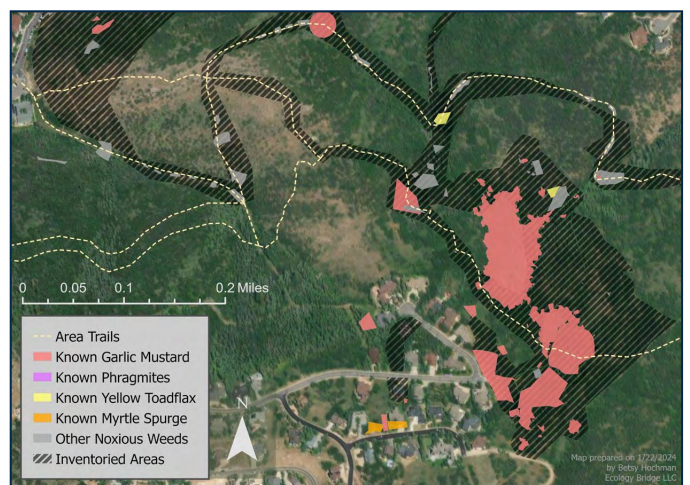 0 0.05 0.1 0.2 Miles
Area Trails
Known Garlic Mustard
Known Phragmites
Known Yellow Toadflax
Known Myrtle Spurge
Other Noxious Weeds
Inventoried Areas
N
Map prepared on 1/22/2024
by Betsy Hochman
Ecology Bridge LLC